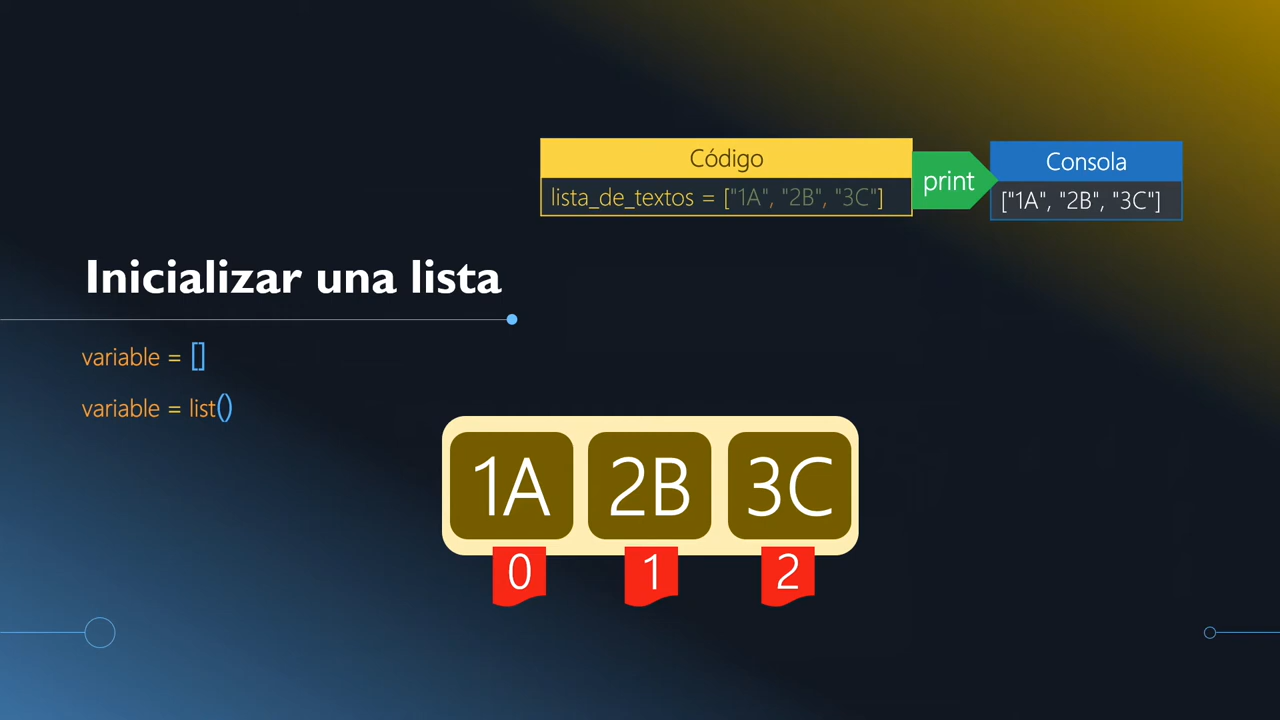 Código
lista_de_textos = ["1A", "2B", "3C"]
print
Consola
["1A", "2B", "3C"]
Inicializar una lista
variable = []
variable = list()
1A 2B 3C
0 1 2